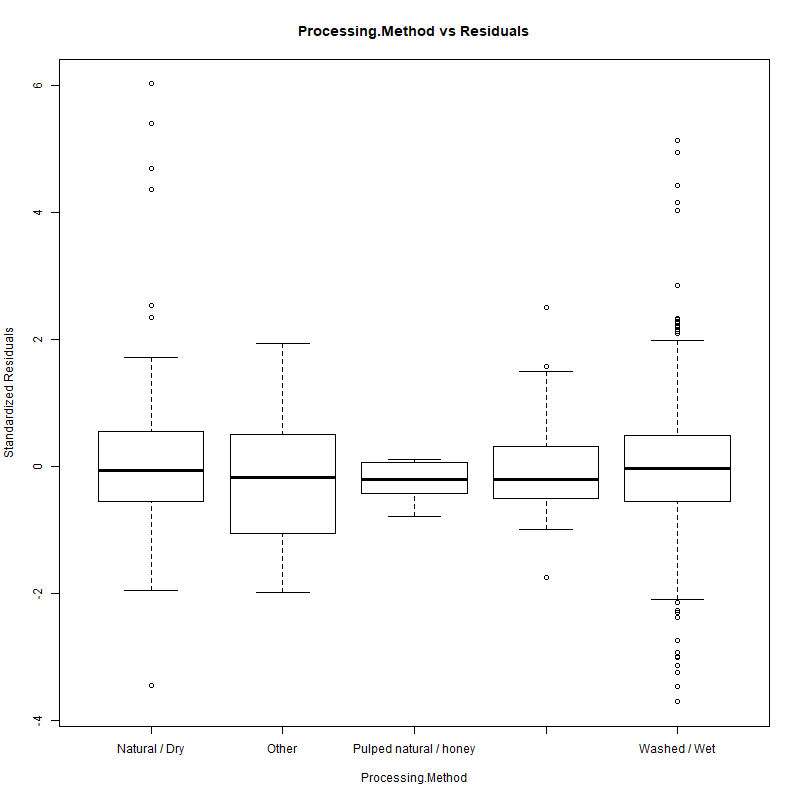 Processing.Method vs Residuals
Standardized Residuals
6
4
2
0
-2
-4
Natural / Dry Other Pulped natural / honey Washed / Wet
Processing.Method